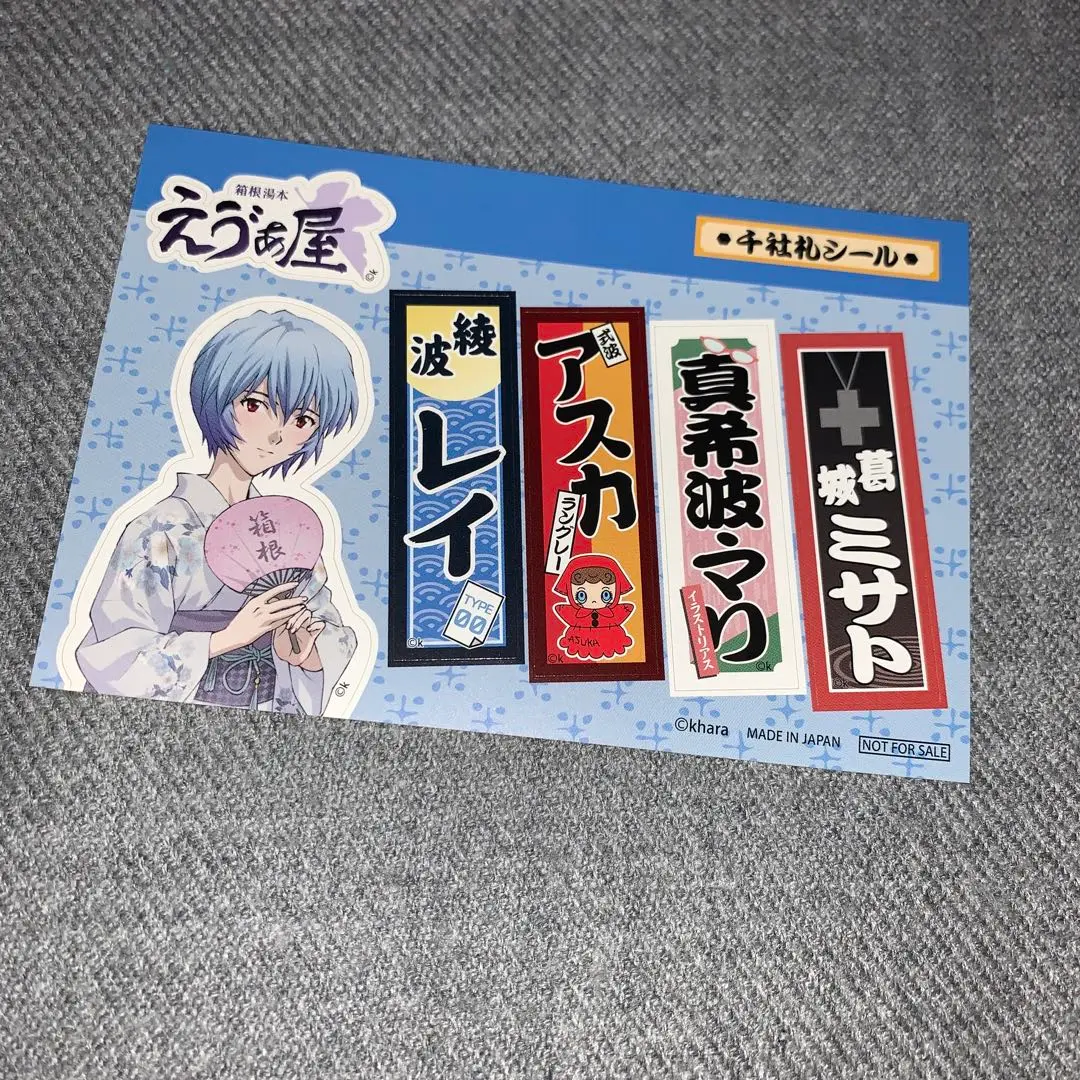 箱根湯本
えゔぁ屋
©k
千社札シール
箱根
©k
綾波
レイ
TYPE
00
©k
式波
アスカ
ラングレー
ASUKA
©k
真希波・マリ
イラストリアス
©k
葛城
ミサト
©k
©khara MADE IN JAPAN NOT FOR SALE